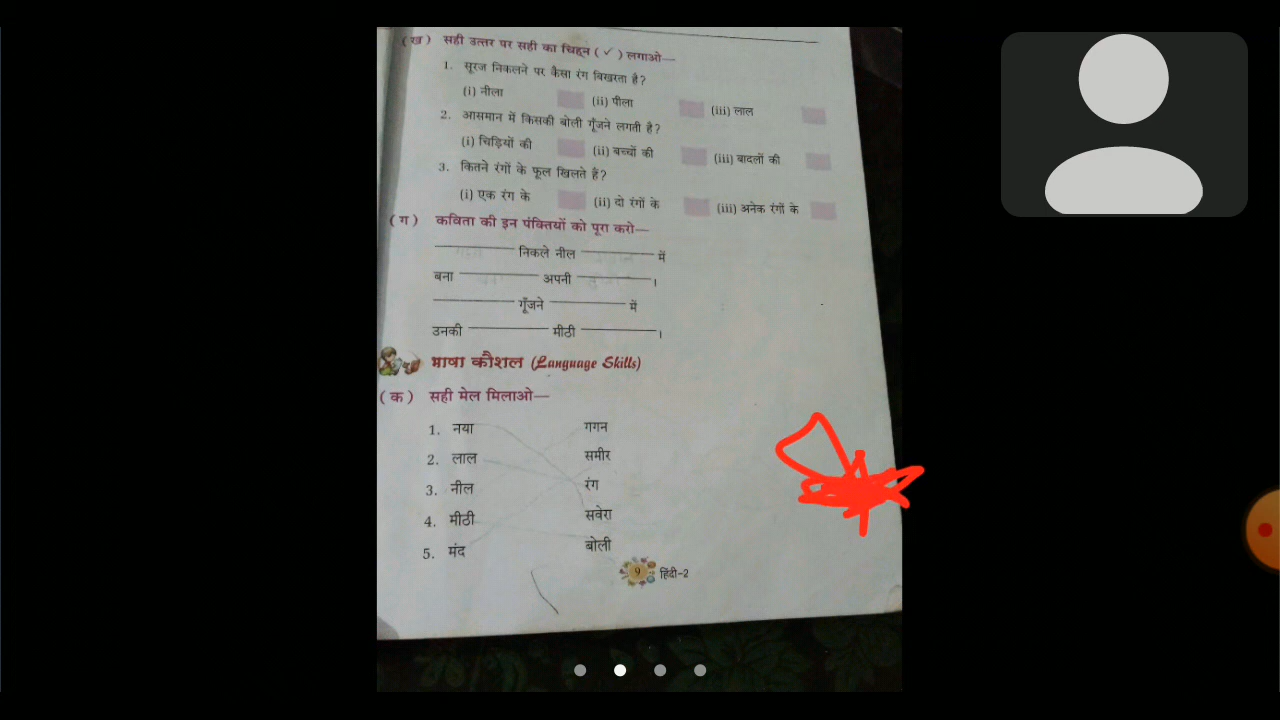 (ख) सही उत्तर पर सही का चिह्न (✓) लगाओ—
1. सूरज निकलने पर कैसा रंग बिखरता है?
(i) नीला (ii) पीला (iii) लाल
2. आसमान में किसकी बोली गूँजने लगती है?
(i) चिड़ियों की (ii) बच्चों की (iii) बादलों की
3. कितने रंगों के फूल खिलते हैं?
(i) एक रंग के (ii) दो रंगों के (iii) अनेक रंगों के
(ग) कविता की इन पंक्तियों को पूरा करो—
निकले नील में
बना अपनी ।
गूँजने में
उनकी मीठी ।
भाषा कौशल (Language Skills)
(क) सही मेल मिलाओ—
1. नया गगन
2. लाल समीर
3. नील रंग
4. मीठी सवेरा
5. मंद बोली
9 हिंदी-2